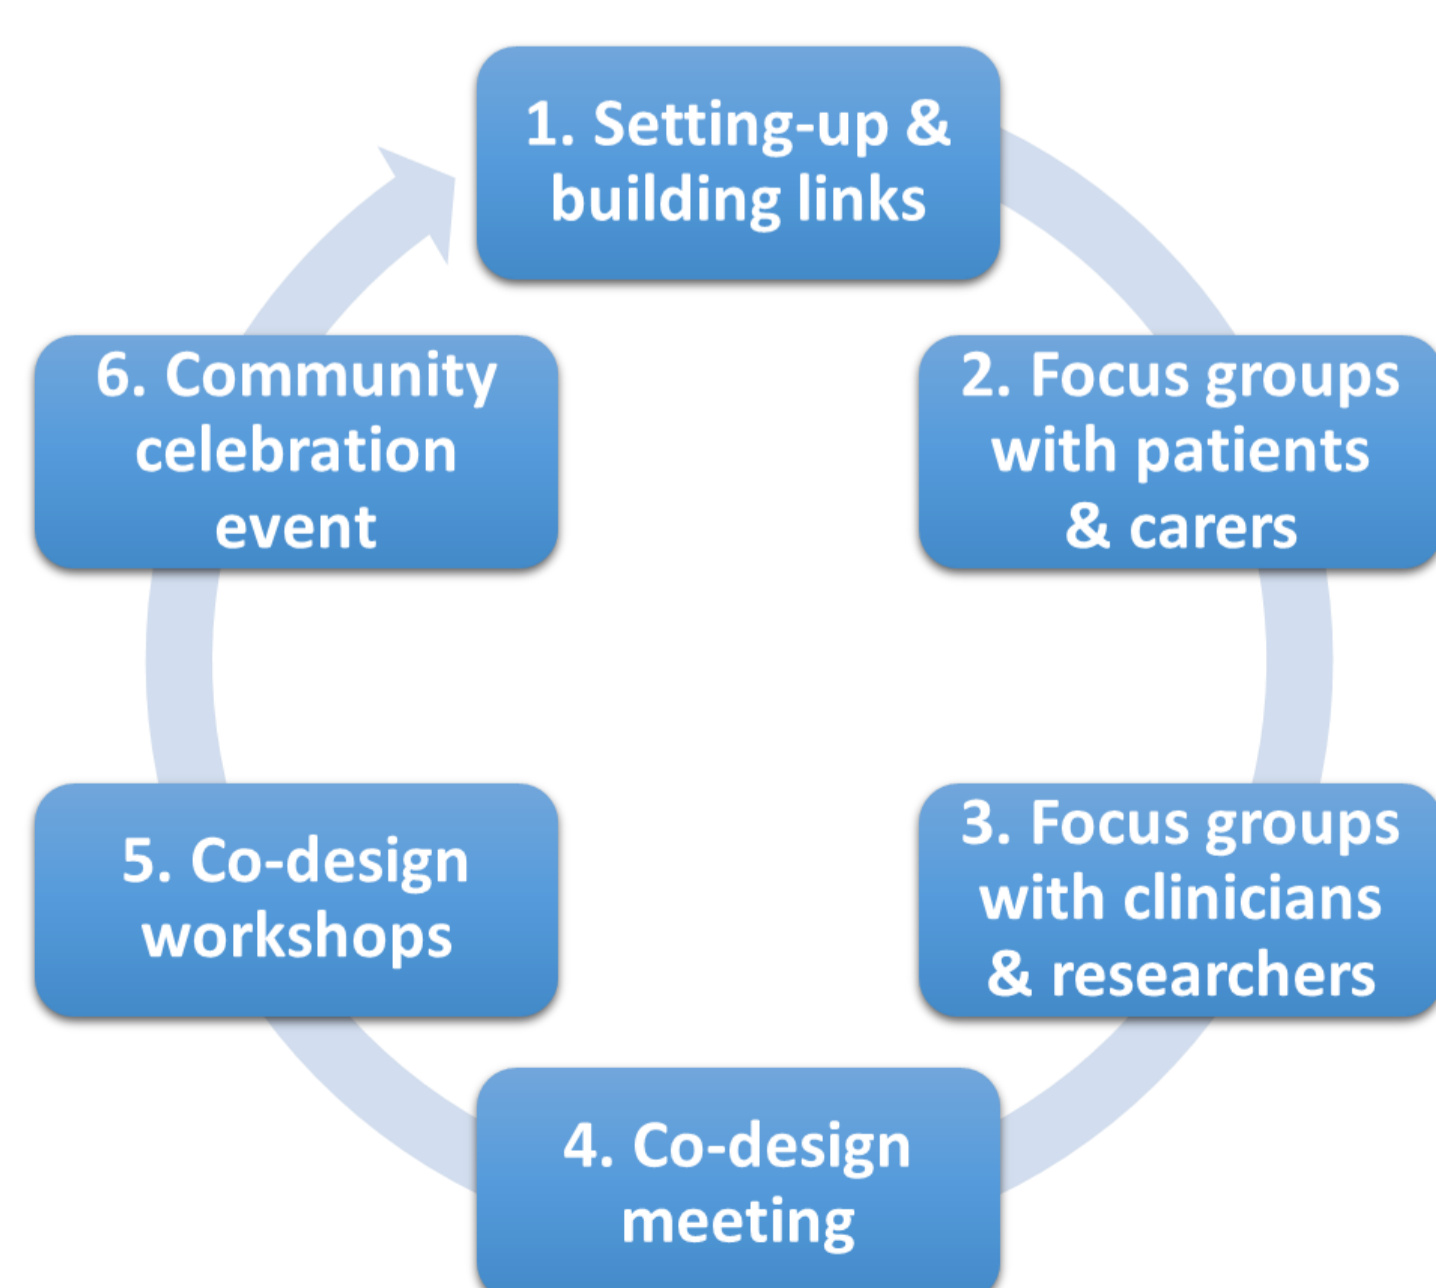 1. Setting-up &
building links
2. Focus groups
with patients
& carers
3. Focus groups
with clinicians
& researchers
4. Co-design
meeting
5. Co-design
workshops
6. Community
celebration
event